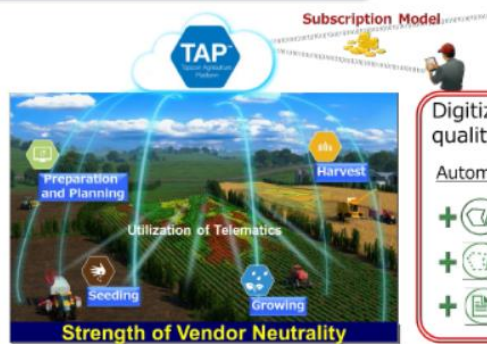 Subscription Model
TAP™
Topcon Agriculture
Platform
Preparation
and Planning
Harvest
Utilization of Telematics
Seeding
Growing
Strength of Vendor Neutrality
Digitiz
qualit
Autom